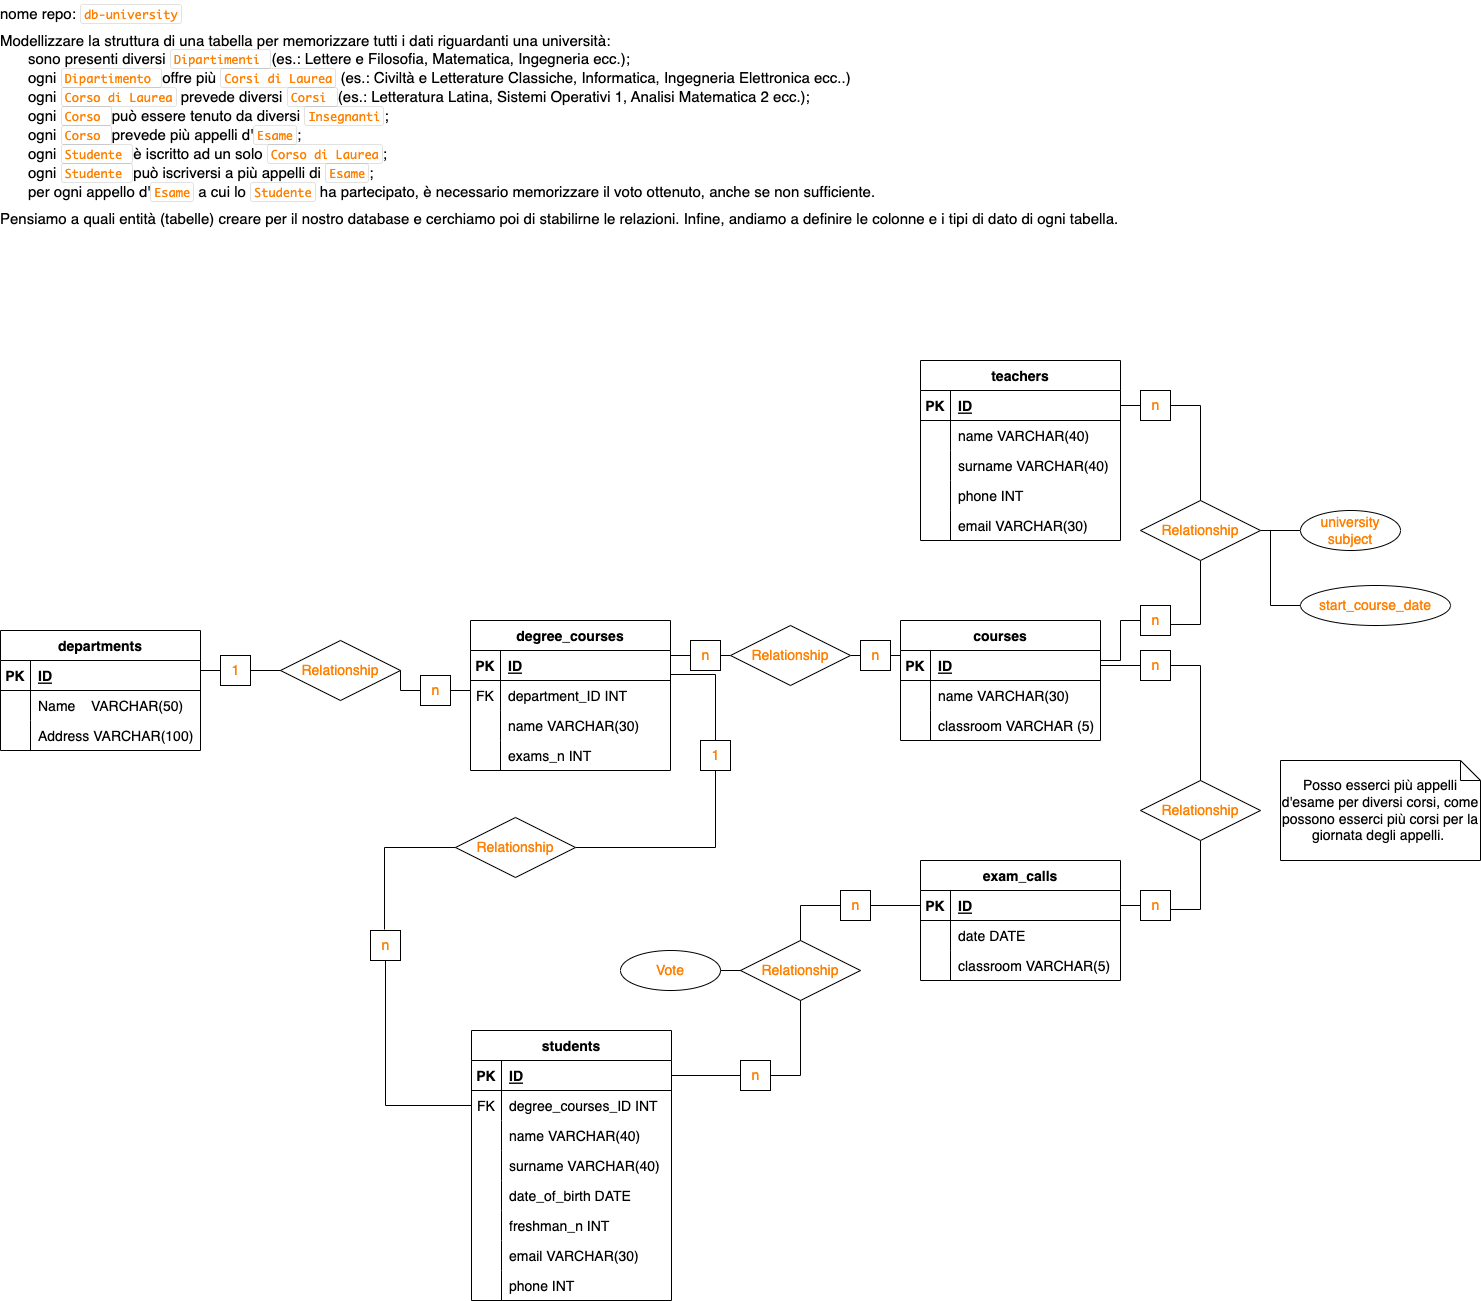 nome repo: db-university
Modellizzare la struttura di una tabella per memorizzare tutti i dati riguardanti una università:
sono presenti diversi Dipartimenti (es.: Lettere e Filosofia, Matematica, Ingegneria ecc.);
ogni Dipartimento offre più Corsi di Laurea (es.: Civiltà e Letterature Classiche, Informatica, Ingegneria Elettronica ecc..)
ogni Corso di Laurea prevede diversi Corsi (es.: Letteratura Latina, Sistemi Operativi 1, Analisi Matematica 2 ecc.);
ogni Corso può essere tenuto da diversi Insegnanti;
ogni Corso prevede più appelli d'Esame;
ogni Studente è iscritto ad un solo Corso di Laurea;
ogni Studente può iscriversi a più appelli di Esame;
per ogni appello d'Esame a cui lo Studente ha partecipato, è necessario memorizzare il voto ottenuto, anche se non sufficiente.
Pensiamo a quali entità (tabelle) creare per il nostro database e cerchiamo poi di stabilirne le relazioni. Infine, andiamo a definire le colonne e i tipi di dato di ogni tabella.
teachers
PK ID
name VARCHAR(40)
surname VARCHAR(40)
phone INT
email VARCHAR(30)
n
Relationship
university
subject
start_course_date
n
departments
PK ID
Name VARCHAR(50)
Address VARCHAR(100)
1
Relationship
n
degree_courses
PK ID
FK department_ID INT
name VARCHAR(30)
exams_n INT
n
Relationship
n
courses
PK ID
name VARCHAR(30)
classroom VARCHAR (5)
n
1
Relationship
n
Relationship
Posso esserci più appelli
d'esame per diversi corsi, come
possono esserci più corsi per la
giornata degli appelli.
exam_calls
PK ID
date DATE
classroom VARCHAR(5)
n
n
Vote
Relationship
n
students
PK ID
FK degree_courses_ID INT
name VARCHAR(40)
surname VARCHAR(40)
date_of_birth DATE
freshman_n INT
email VARCHAR(30)
phone INT